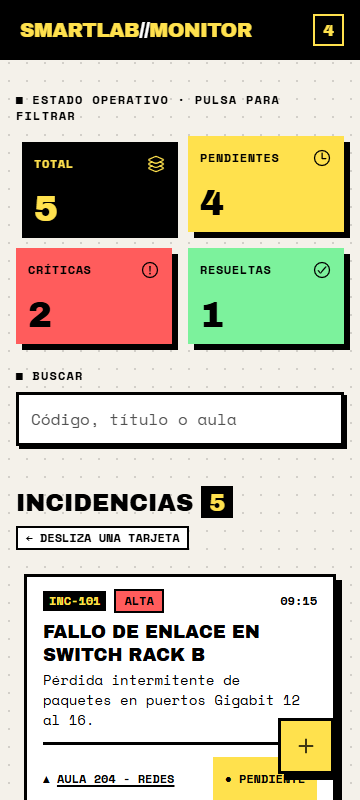 SMARTLAB//MONITOR
4
■ ESTADO OPERATIVO · PULSA PARA
FILTRAR
TOTAL
5
PENDIENTES
4
CRÍTICAS
2
RESUELTAS
1
■ BUSCAR
Código, título o aula
INCIDENCIAS 5
← DESLIZA UNA TARJETA
INC-101 ALTA 09:15
FALLO DE ENLACE EN
SWITCH RACK B
Pérdida intermitente de
paquetes en puertos Gigabit 12
al 16.
+
▲ AULA 204 - REDES ● PENDIENTE